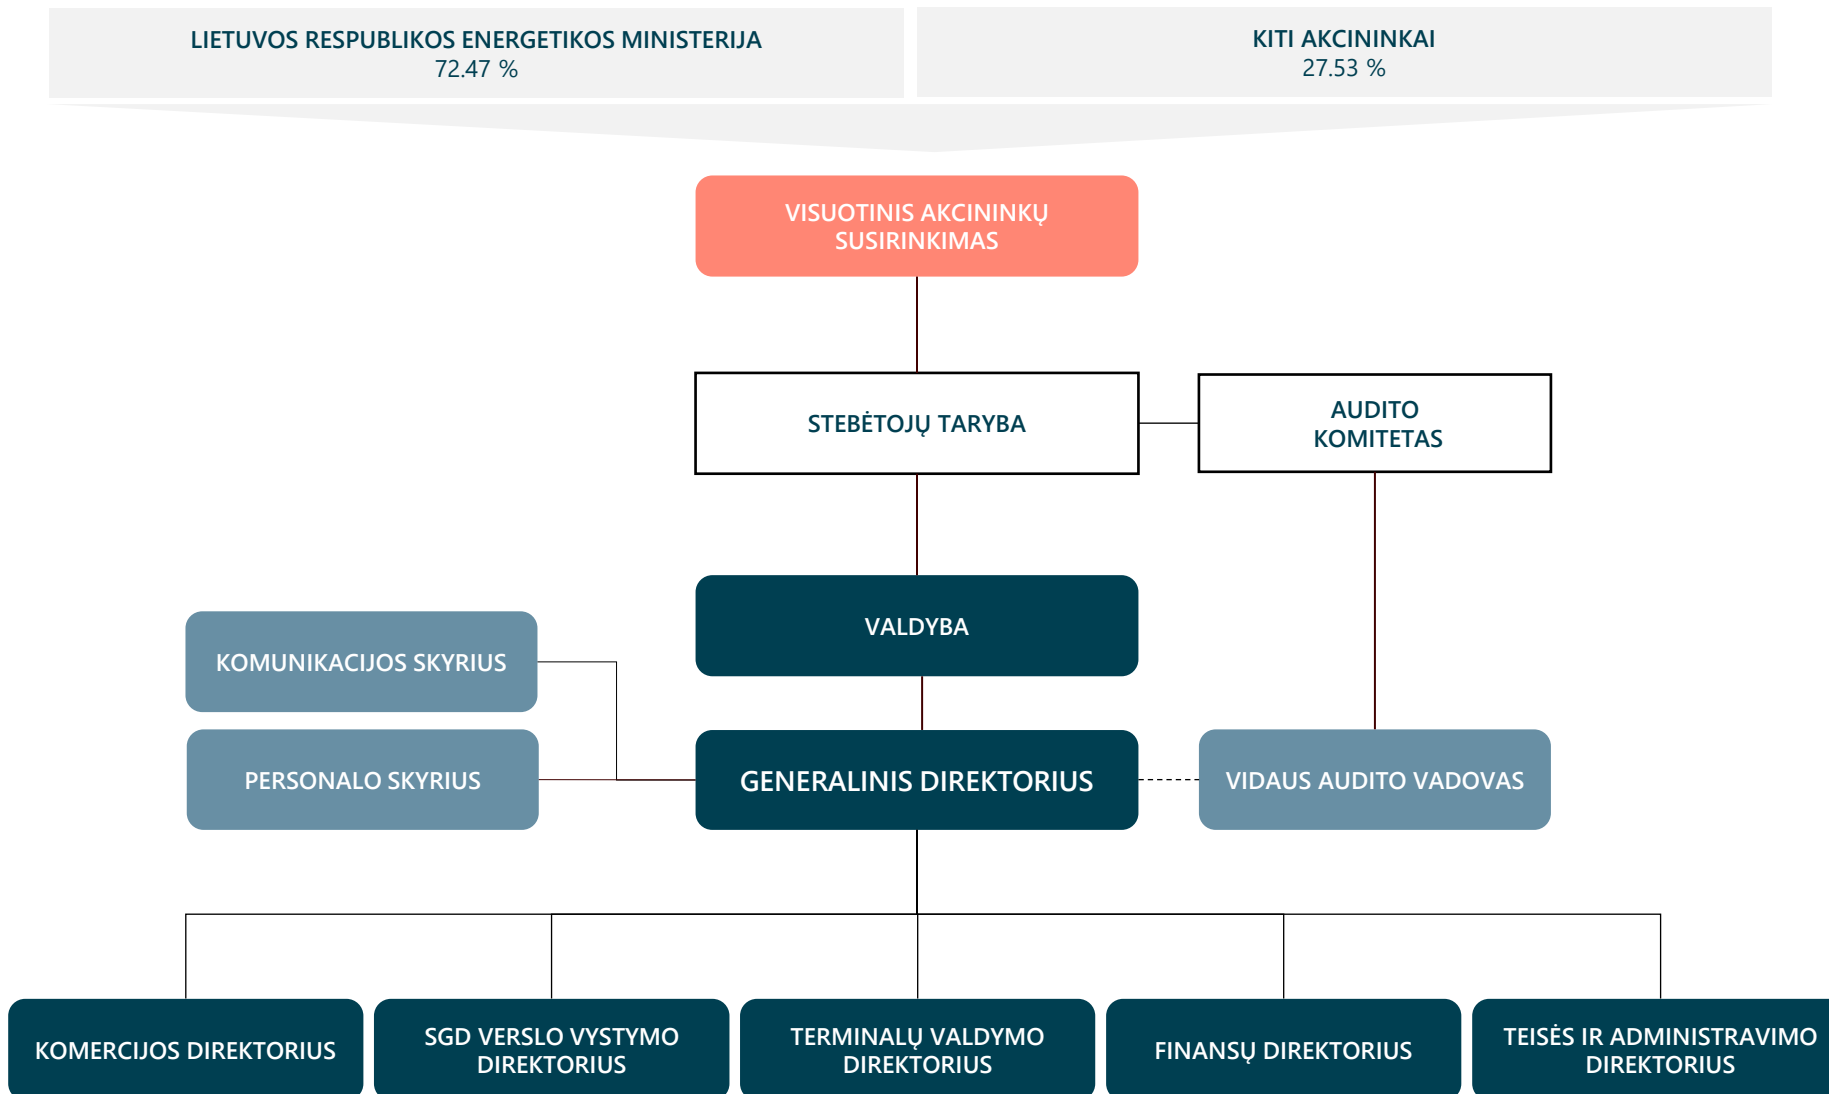 LIETUVOS RESPUBLIKOS ENERGETIKOS MINISTERIJA
72.47 %
KITI AKCININKAI
27.53 %
VISUOTINIS AKCININKŲ
SUSIRINKIMAS
STEBĖTOJŲ TARYBA
AUDITO
KOMITETAS
VALDYBA
KOMUNIKACIJOS SKYRIUS
PERSONALO SKYRIUS
GENERALINIS DIREKTORIUS
VIDAUS AUDITO VADOVAS
KOMERCIJOS DIREKTORIUS
SGD VERSLO VYSTYMO
DIREKTORIUS
TERMINALŲ VALDYMO
DIREKTORIUS
FINANSŲ DIREKTORIUS
TEISĖS IR ADMINISTRAVIMO
DIREKTORIUS